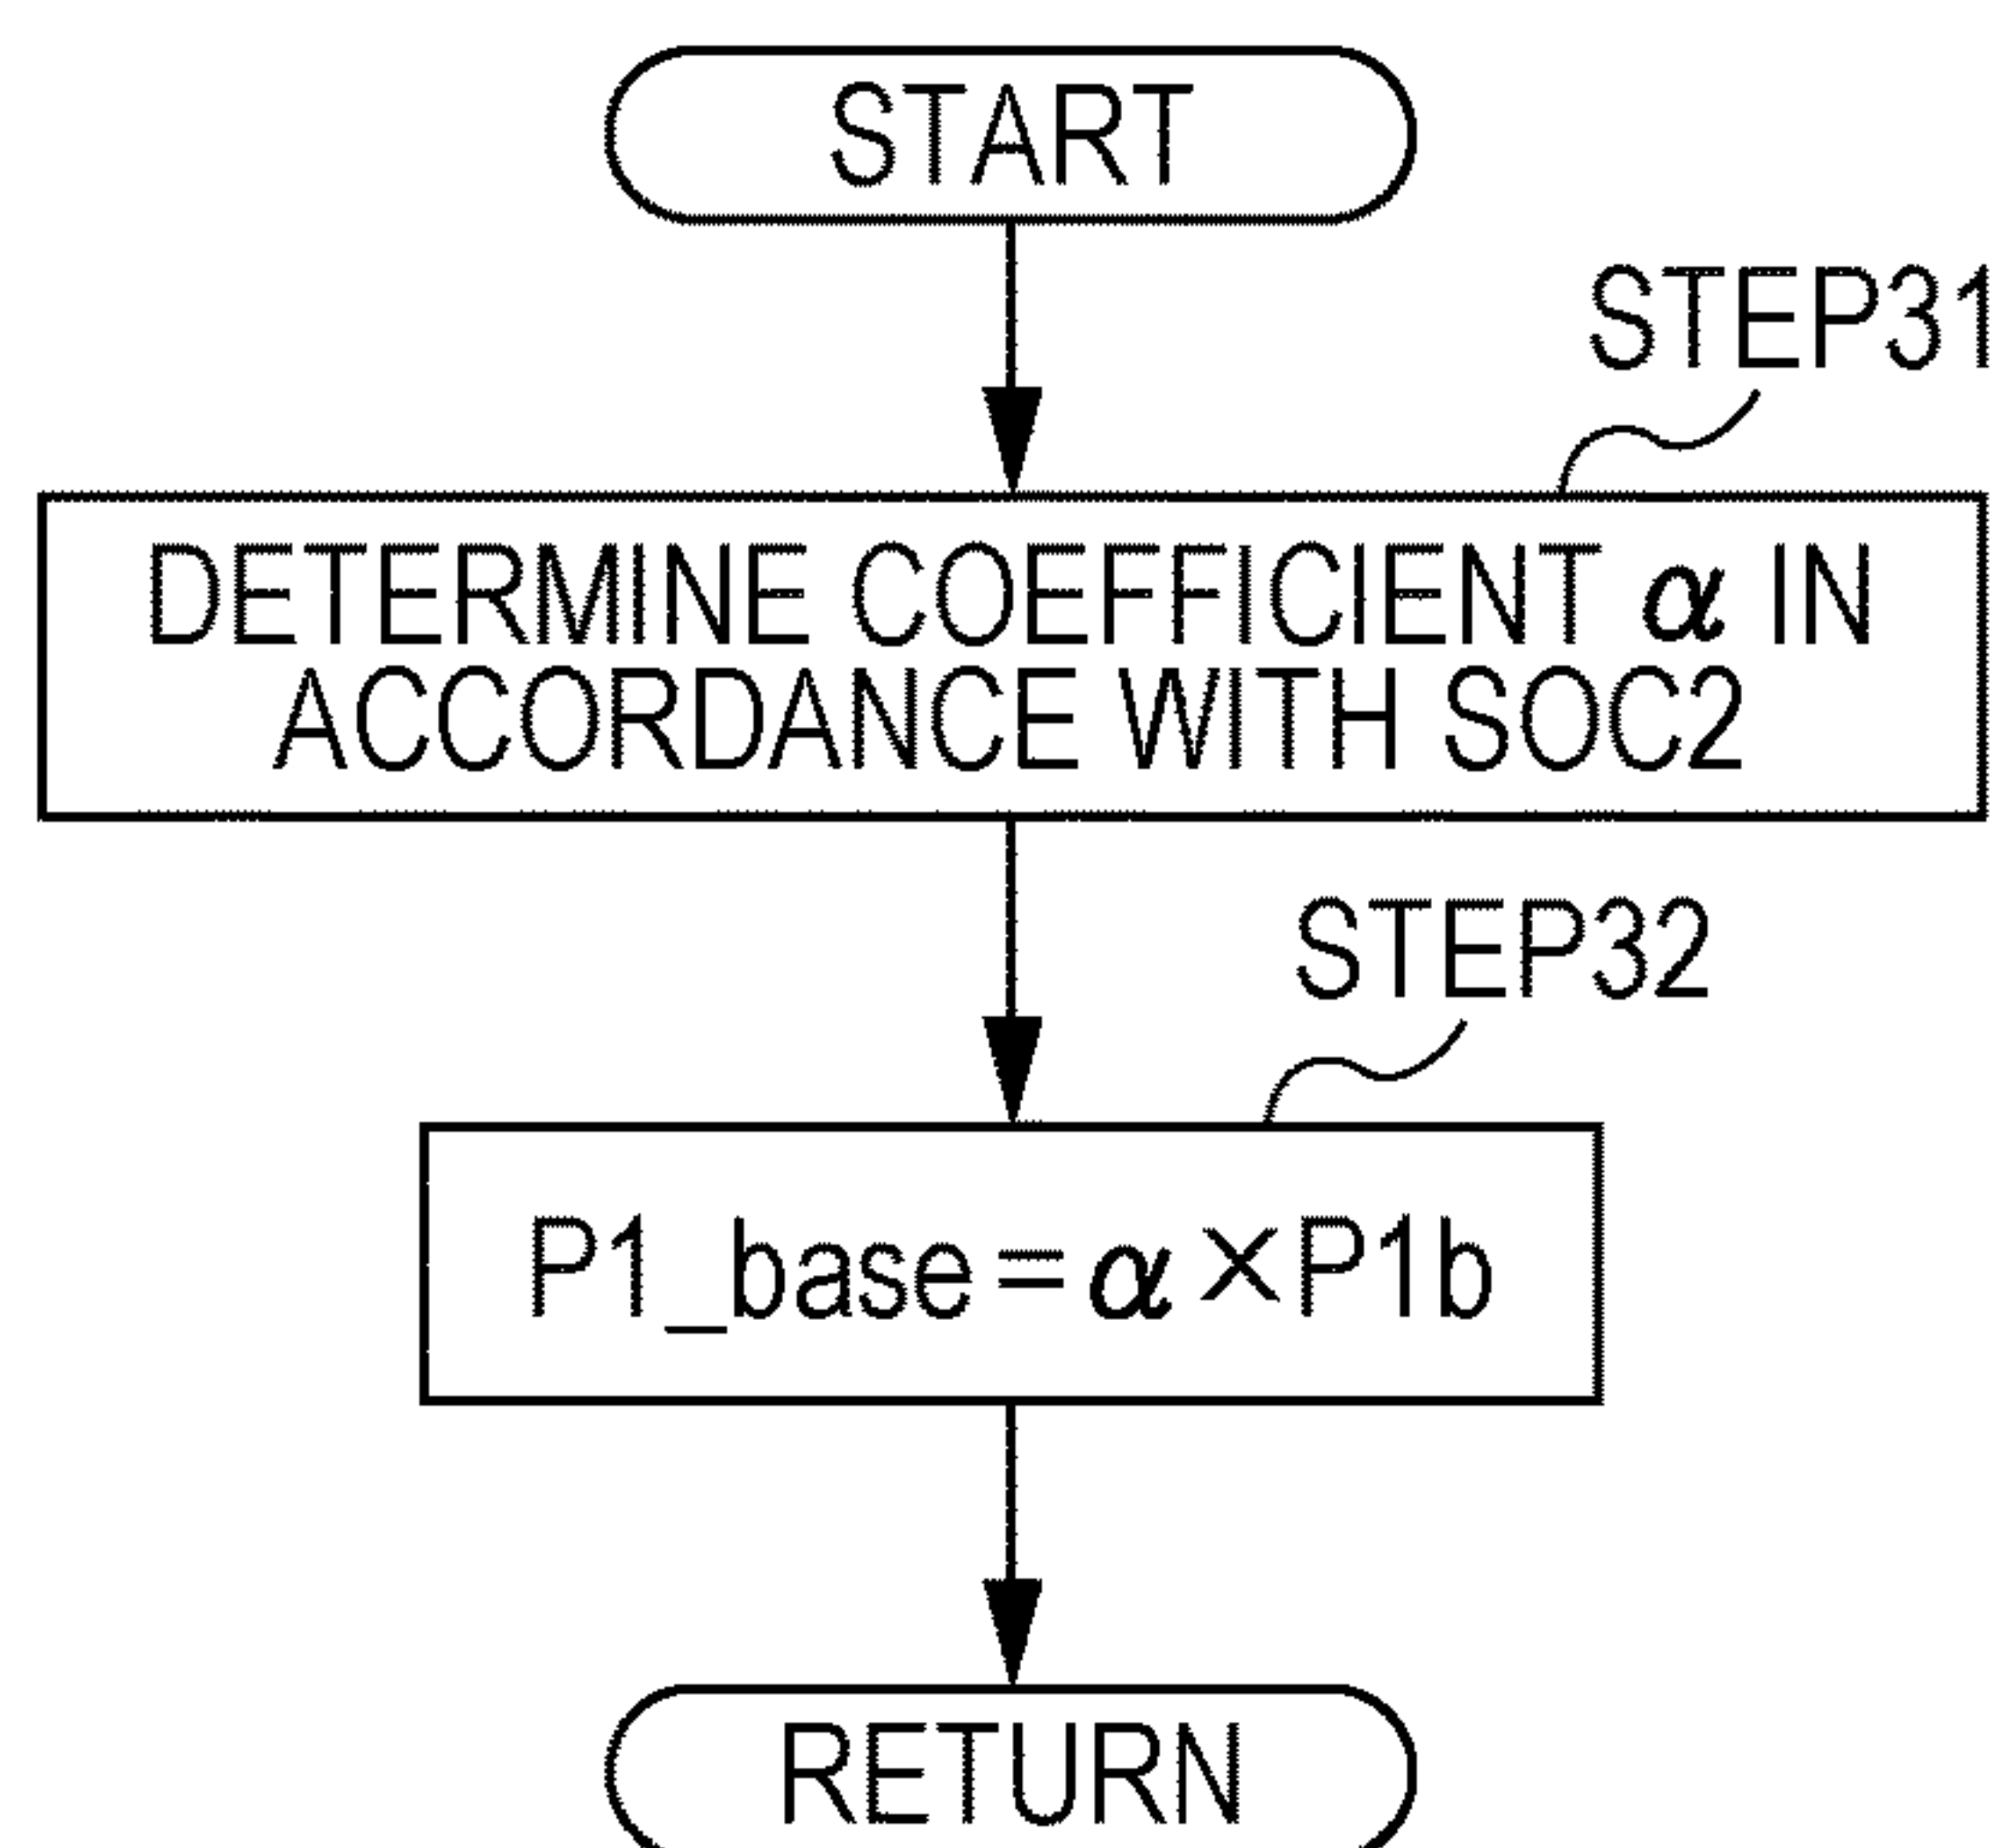 START
STEP31
DETERMINE COEFFICIENT α IN
ACCORDANCE WITH SOC2
STEP32
P1_base=α×P1b
RETURN